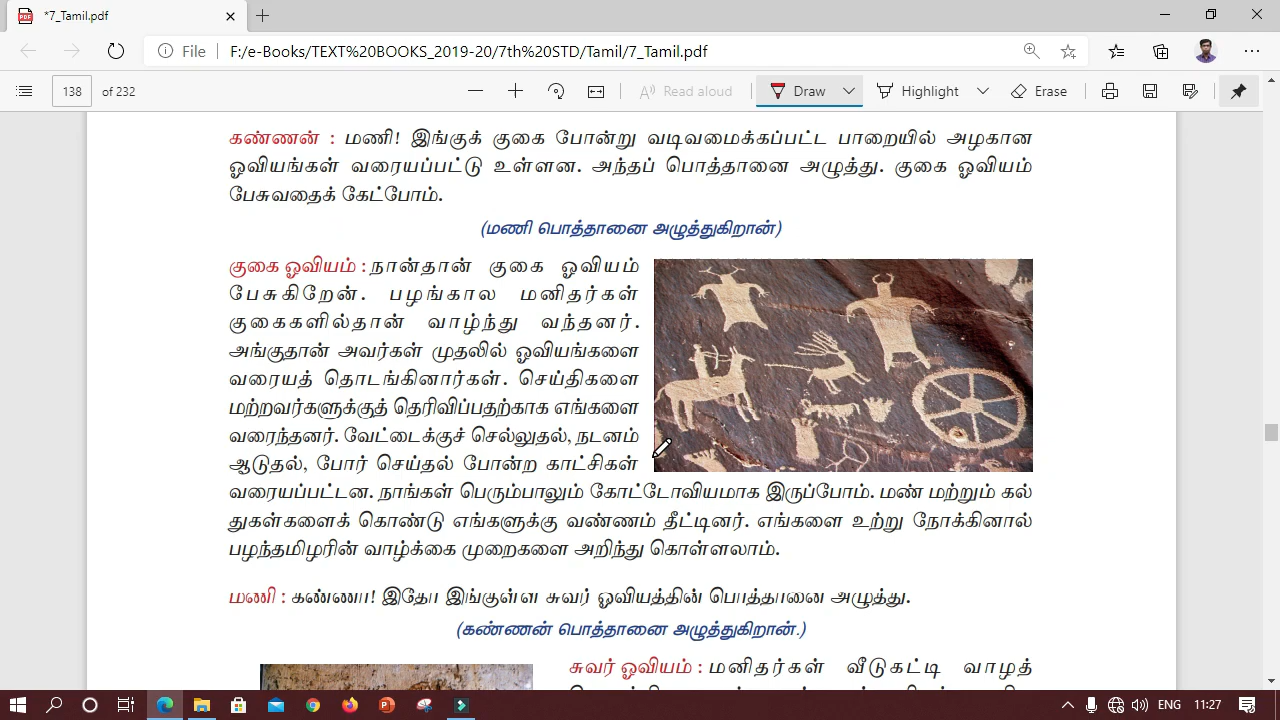 *7_Tamil.pdf
File F:/e-Books/TEXT%20BOOKS_2019-20/7th%20STD/Tamil/7_Tamil.pdf
138 of 232 Read aloud Draw Highlight Erase
கண்ணன் : மணி! இங்குக் குகை போன்று வடிவமைக்கப்பட்ட பாறையில் அழகான
ஓவியங்கள் வரையப்பட்டு உள்ளன. அந்தப் பொத்தானை அழுத்து. குகை ஓவியம்
பேசுவதைக் கேட்போம்.
(மணி பொத்தானை அழுத்துகிறான்)
குகை ஓவியம் : நான்தான் குகை ஓவியம்
பேசுகிறேன். பழங்கால மனிதர்கள்
குகைகளில்தான் வாழ்ந்து வந்தனர்.
அங்குதான் அவர்கள் முதலில் ஓவியங்களை
வரையத் தொடங்கினார்கள். செய்திகளை
மற்றவர்களுக்குத் தெரிவிப்பதற்காக எங்களை
வரைந்தனர். வேட்டைக்குச் செல்லுதல், நடனம்
ஆடுதல், போர் செய்தல் போன்ற காட்சிகள்
வரையப்பட்டன. நாங்கள் பெரும்பாலும் கோட்டோவியமாக இருப்போம். மண் மற்றும் கல்
துகள்களைக் கொண்டு எங்களுக்கு வண்ணம் தீட்டினர். எங்களை உற்று நோக்கினால்
பழந்தமிழரின் வாழ்க்கை முறைகளை அறிந்து கொள்ளலாம்.
மணி : கண்ணா! இதோ இங்குள்ள சுவர் ஓவியத்தின் பொத்தானை அழுத்து.
(கண்ணன் பொத்தானை அழுத்துகிறான்.)
சுவர் ஓவியம் : மனிதர்கள் வீடுகட்டி வாழத்
ENG 11:27